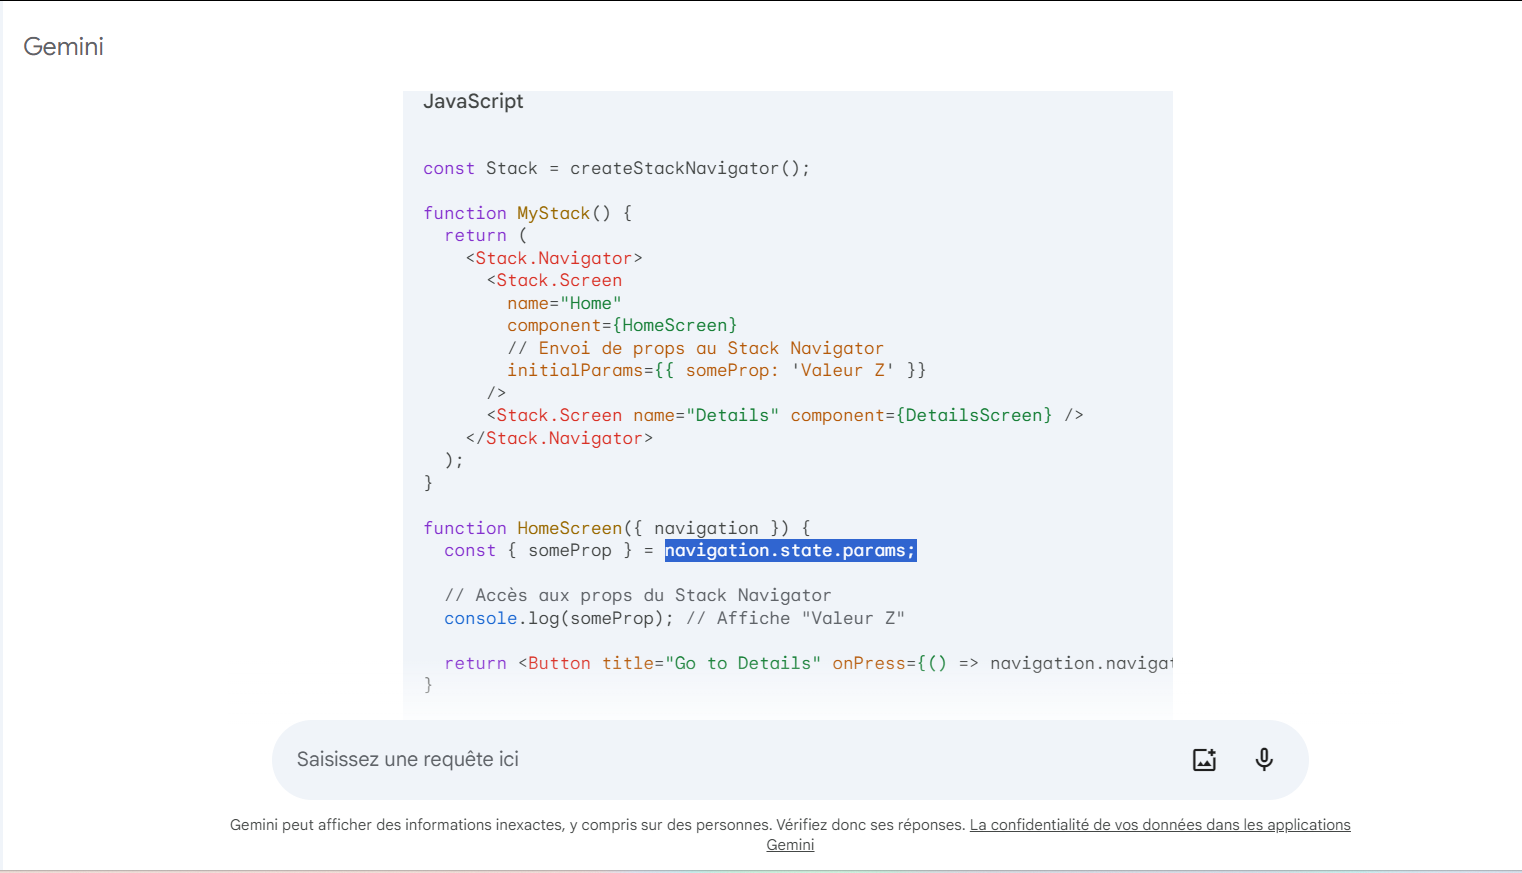 Gemini
JavaScript
const Stack = createStackNavigator();
function MyStack() {
  return (
    <Stack.Navigator>
      <Stack.Screen
        name="Home"
        component={HomeScreen}
        // Envoi de props au Stack Navigator
        initialParams={{ someProp: 'Valeur Z' }}
      />
      <Stack.Screen name="Details" component={DetailsScreen} />
    </Stack.Navigator>
  );
}
function HomeScreen({ navigation }) {
  const { someProp } = navigation.state.params;
  // Accès aux props du Stack Navigator
  console.log(someProp); // Affiche "Valeur Z"
  return <Button title="Go to Details" onPress={() => navigation.navigat
}
Saisissez une requête ici
Gemini peut afficher des informations inexactes, y compris sur des personnes. Vérifiez donc ses réponses. La confidentialité de vos données dans les applications
Gemini